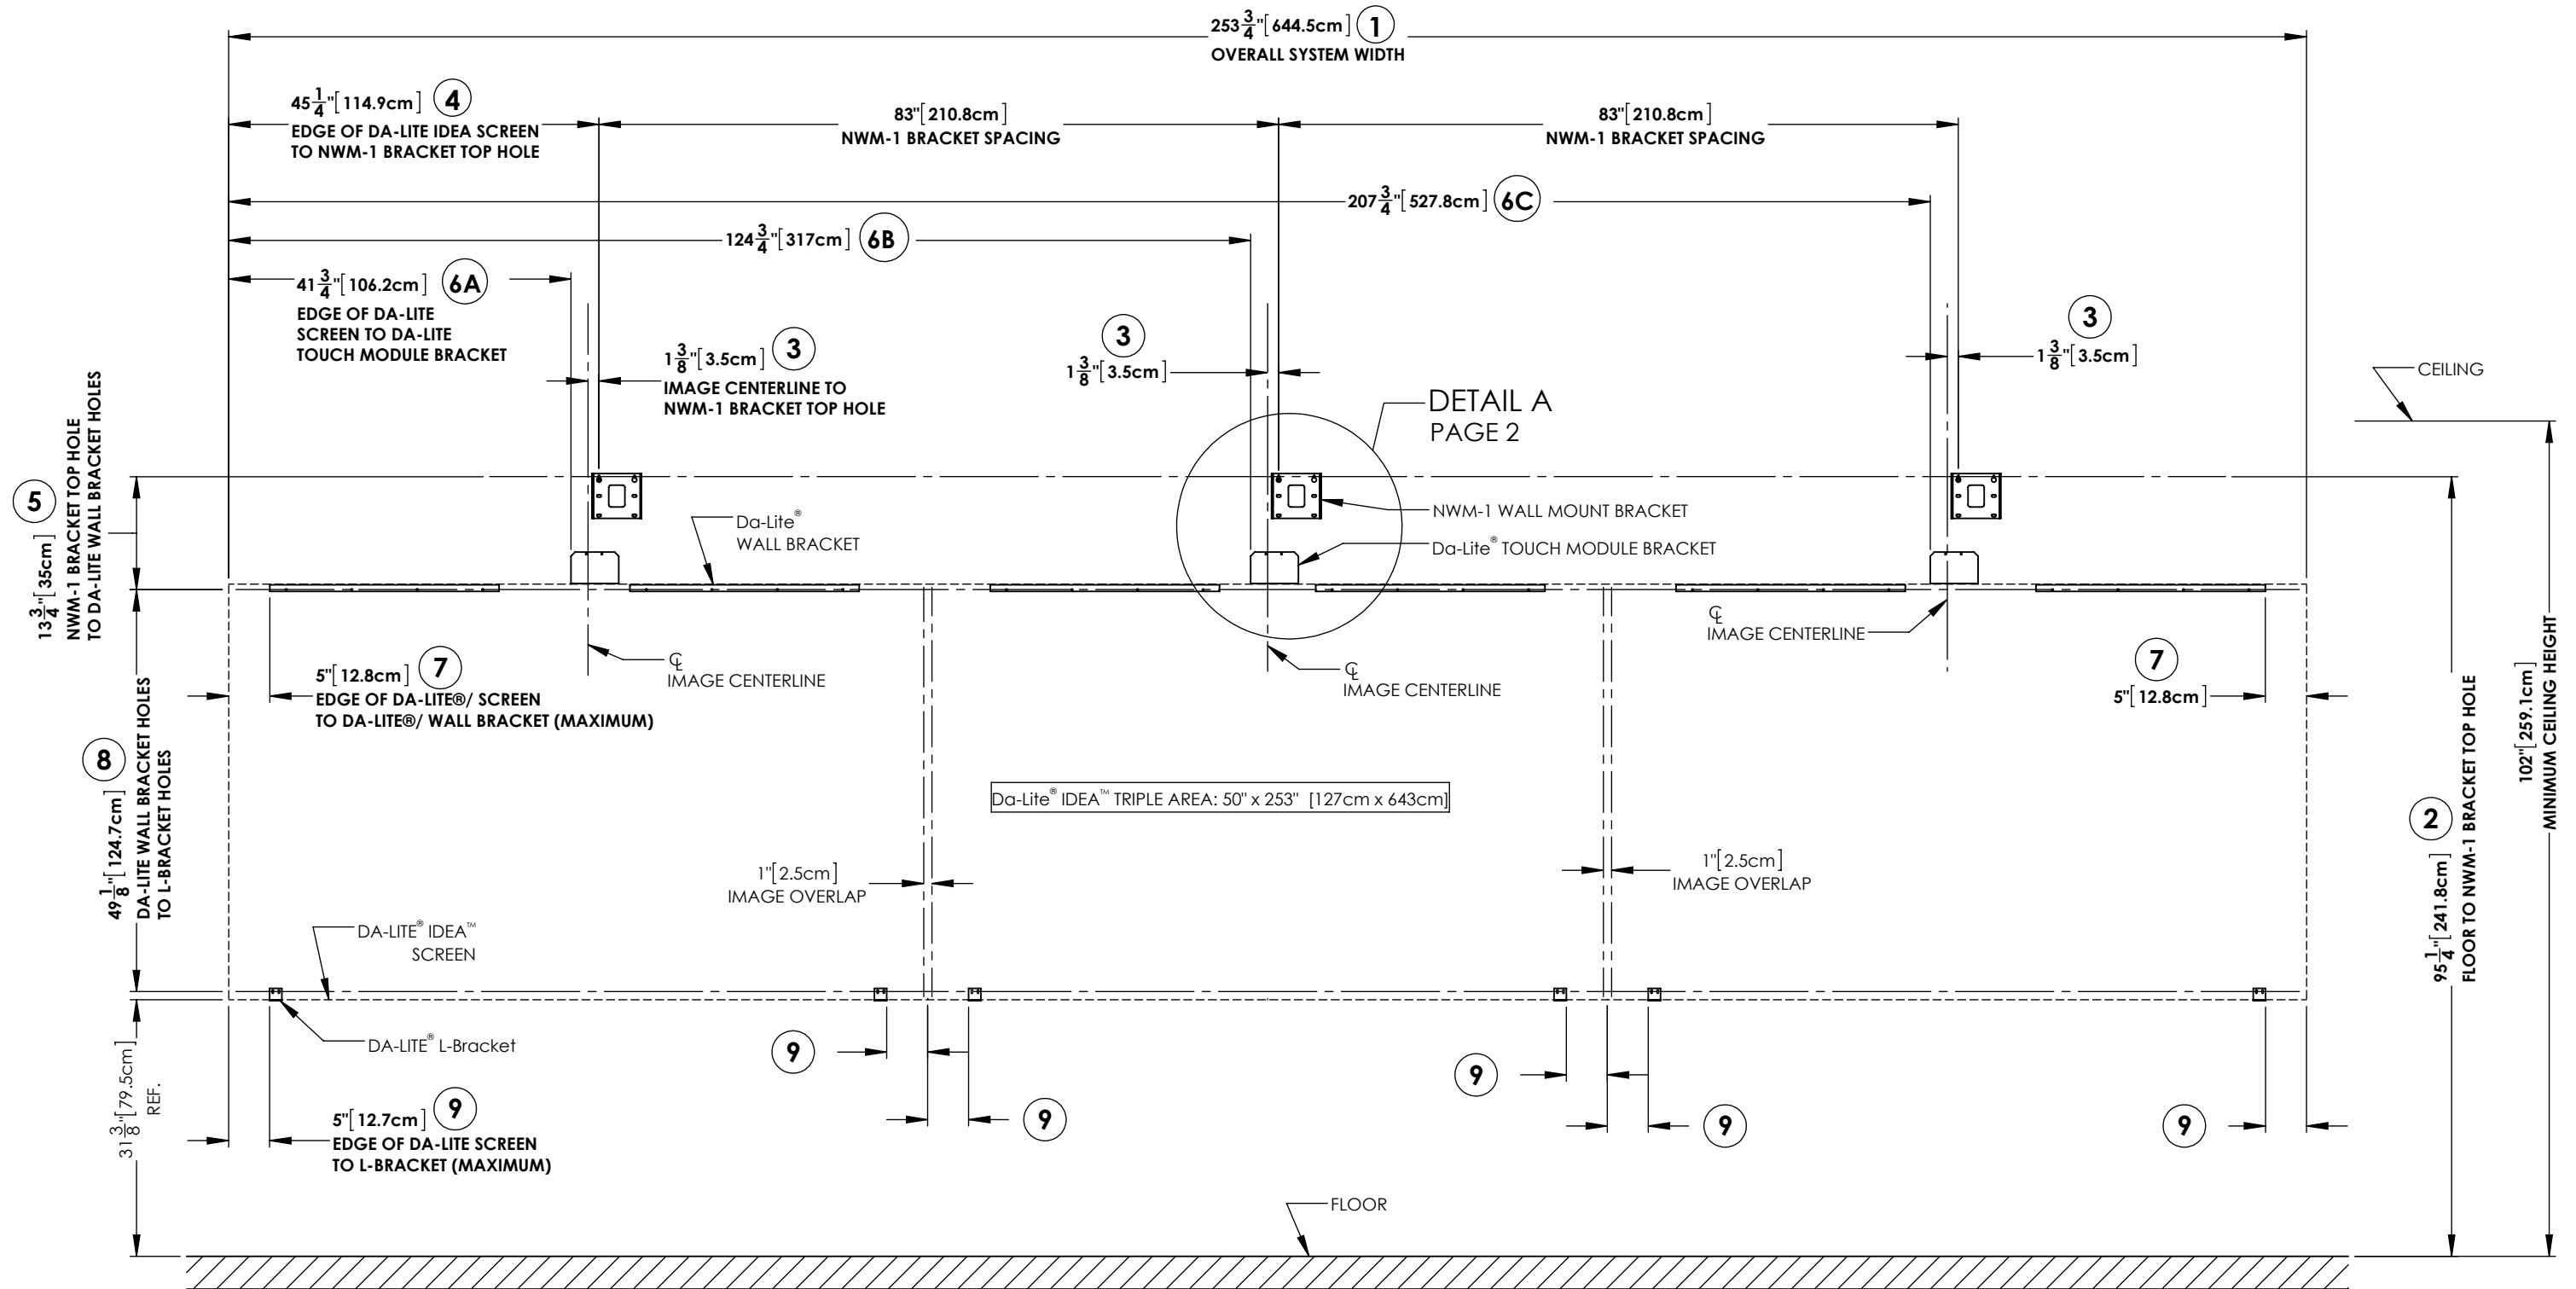 253 3/4"[644.5cm] 1
OVERALL SYSTEM WIDTH
45 1/4"[114.9cm] 4
EDGE OF DA-LITE IDEA SCREEN
TO NWM-1 BRACKET TOP HOLE
83"[210.8cm]
NWM-1 BRACKET SPACING
83"[210.8cm]
NWM-1 BRACKET SPACING
207 3/4"[527.8cm] 6C
124 3/4"[317cm] 6B
41 3/4"[106.2cm] 6A
EDGE OF DA-LITE
SCREEN TO DA-LITE
TOUCH MODULE BRACKET
1 3/8"[3.5cm] 3
IMAGE CENTERLINE TO
NWM-1 BRACKET TOP HOLE
3
1 3/8"[3.5cm]
3
1 3/8"[3.5cm]
CEILING
DETAIL A
PAGE 2
5
13 3/4"[35cm]
NWM-1 BRACKET TOP HOLE
TO DA-LITE WALL BRACKET HOLES
Da-Lite®
WALL BRACKET
NWM-1 WALL MOUNT BRACKET
Da-Lite® TOUCH MODULE BRACKET
℄
IMAGE CENTERLINE
℄
IMAGE CENTERLINE
℄
IMAGE CENTERLINE
5"[12.8cm] 7
EDGE OF DA-LITE®/ SCREEN
TO DA-LITE®/ WALL BRACKET (MAXIMUM)
7
5"[12.8cm]
8
49 1/8"[124.7cm]
DA-LITE WALL BRACKET HOLES
TO L-BRACKET HOLES
Da-Lite® IDEA™ TRIPLE AREA: 50" x 253" [127cm x 643cm]
2
95 1/4"[241.8cm]
FLOOR TO NWM-1 BRACKET TOP HOLE
102"[259.1cm]
MINIMUM CEILING HEIGHT
1"[2.5cm]
IMAGE OVERLAP
1"[2.5cm]
IMAGE OVERLAP
DA-LITE® IDEA™
SCREEN
DA-LITE® L-Bracket
31 3/8"[79.5cm]
REF.
5"[12.7cm] 9
EDGE OF DA-LITE SCREEN
TO L-BRACKET (MAXIMUM)
9
9
9
9
9
FLOOR